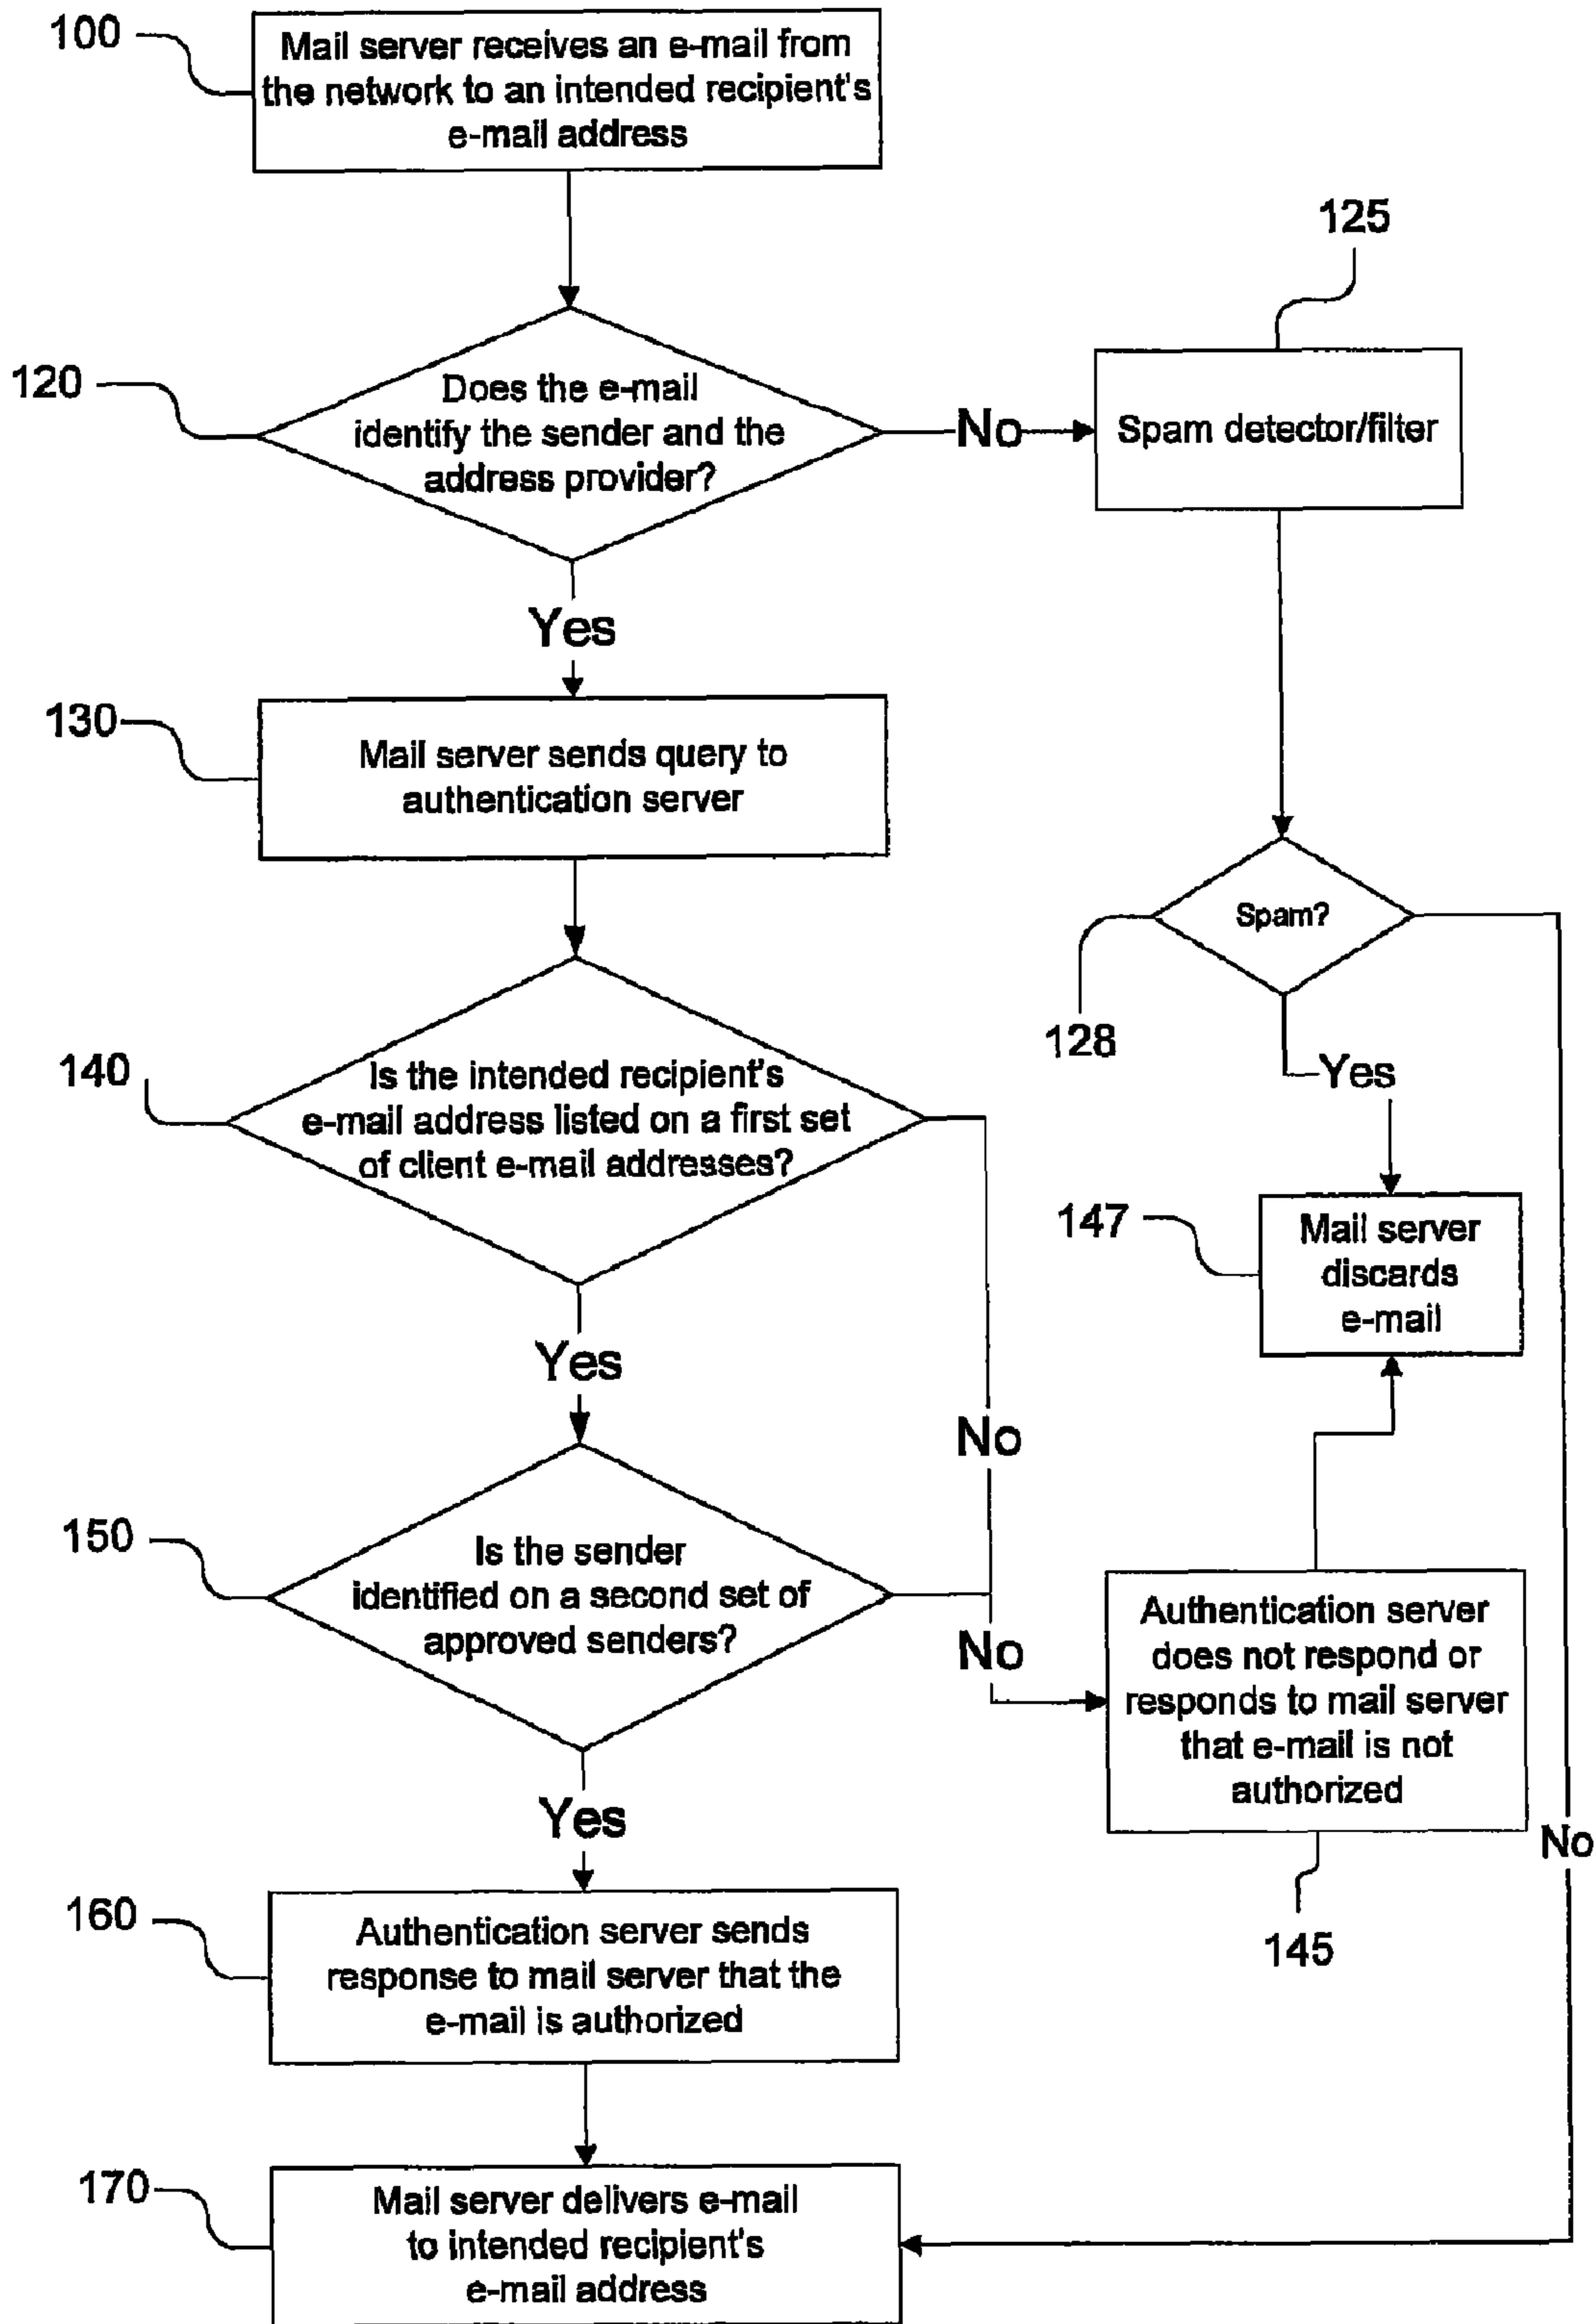 100
Mail server receives an e-mail from
the network to an intended recipient's
e-mail address
125
120
Does the e-mail
identify the sender and the
address provider?
No
Spam detector/filter
Yes
130
Mail server sends query to
authentication server
Spam?
128
Yes
140
Is the intended recipient's
e-mail address listed on a first set
of client e-mail addresses?
147
Mail server
discards
e-mail
Yes
No
150
Is the sender
identified on a second set of
approved senders?
No
Authentication server
does not respond or
responds to mail server
that e-mail is not
authorized
Yes
No
145
160
Authentication server sends
response to mail server that the
e-mail is authorized
170
Mail server delivers e-mail
to intended recipient's
e-mail address